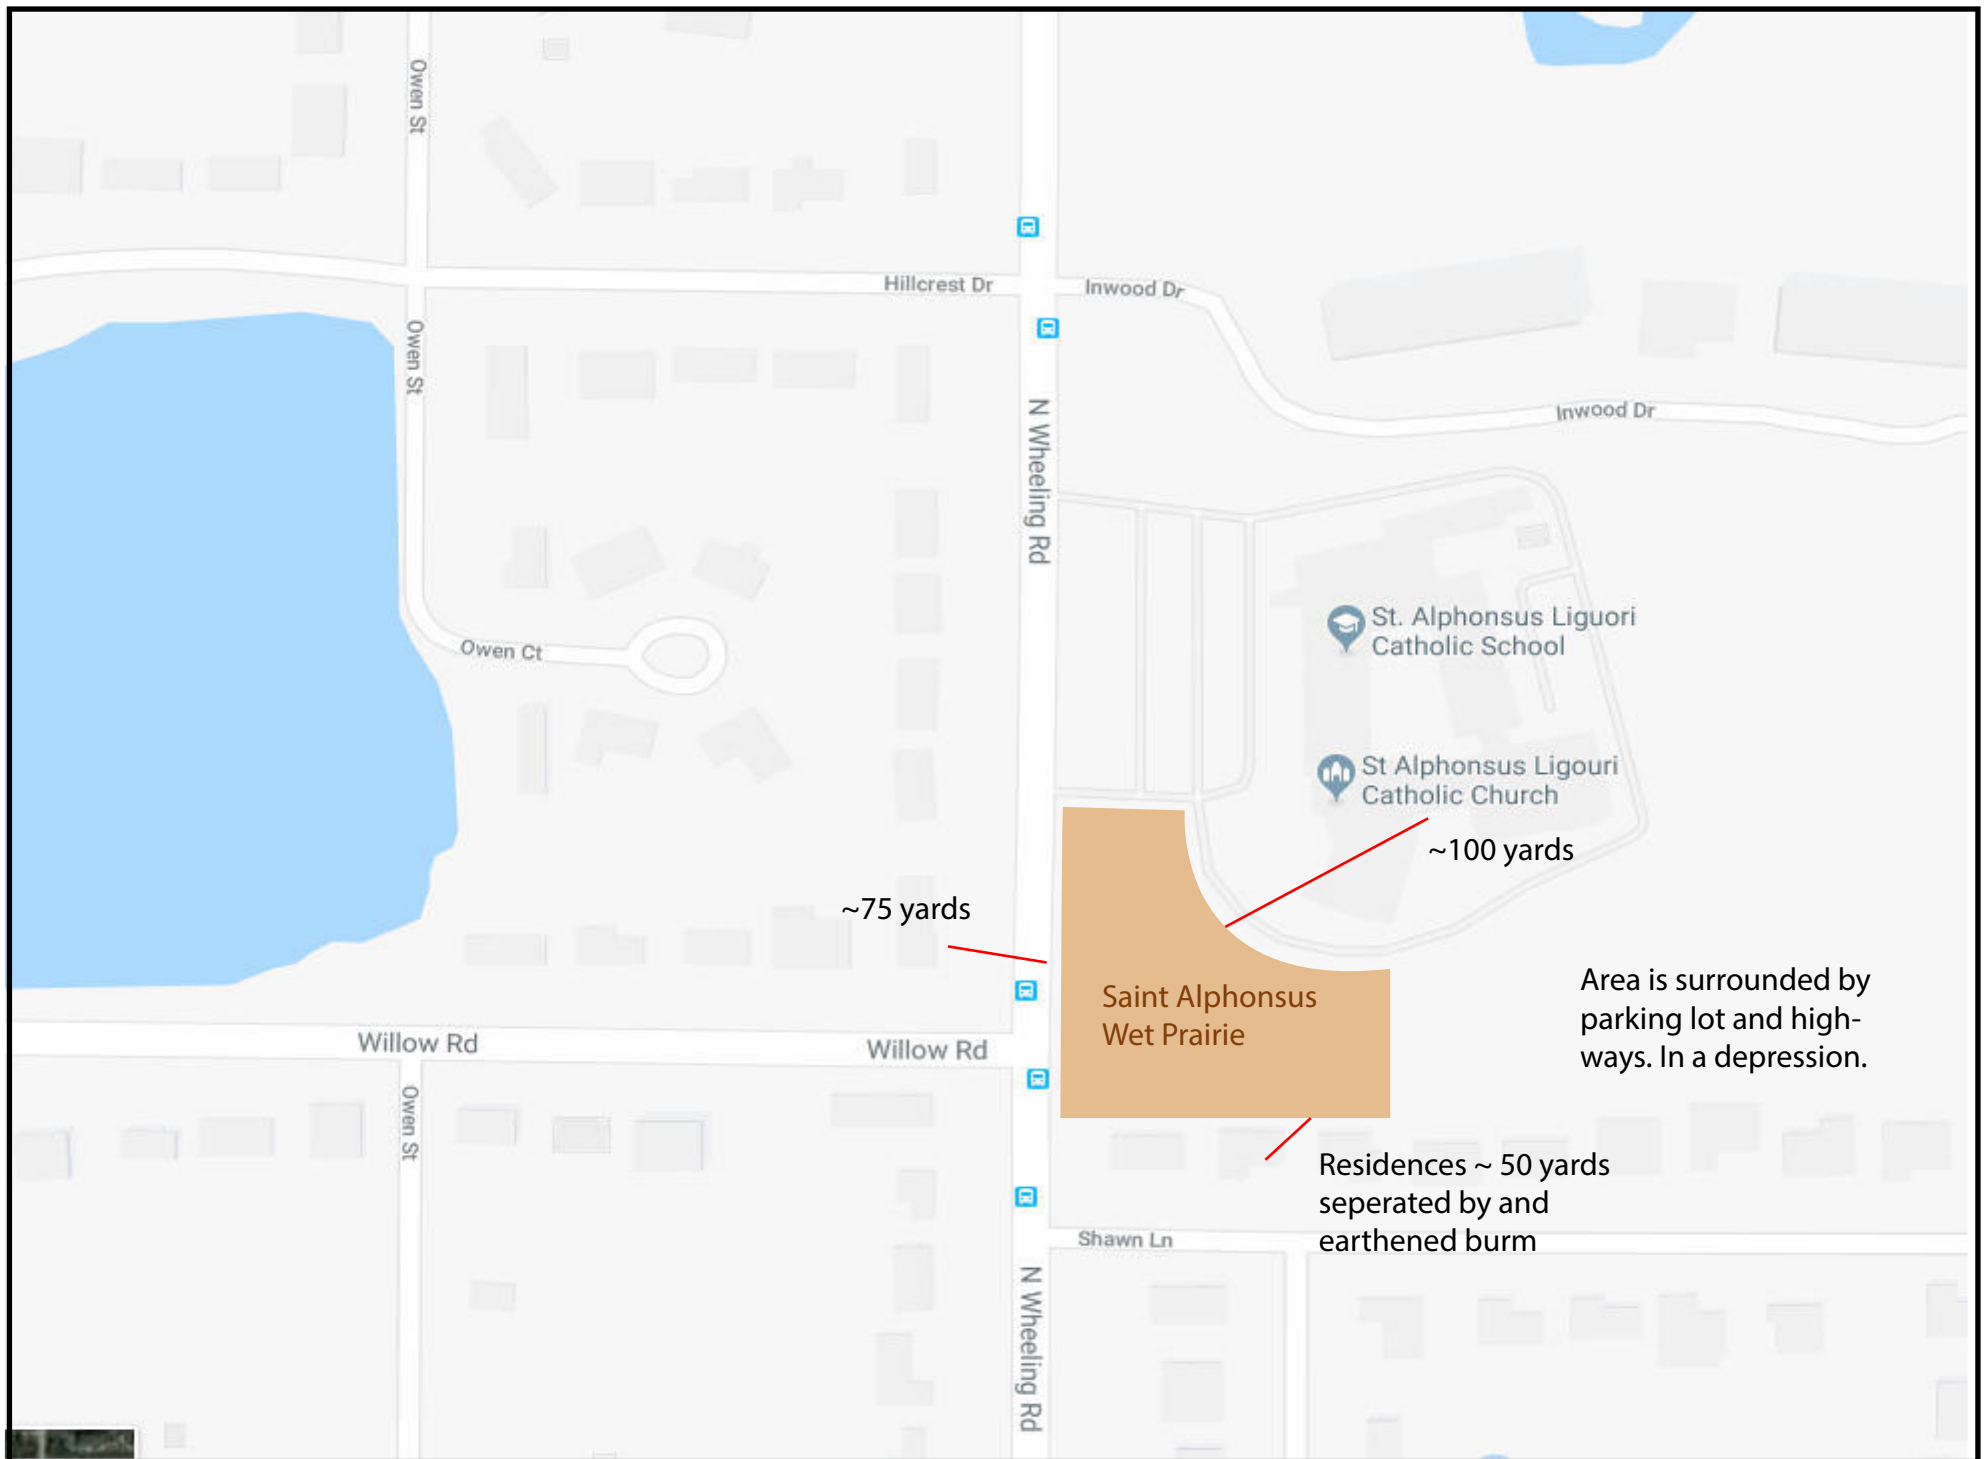 Owen St
Hillcrest Dr
Inwood Dr
Owen St
Inwood Dr
N Wheeling Rd
St. Alphonsus Liguori
Catholic School
Owen Ct
St Alphonsus Ligouri
Catholic Church
~100 yards
~75 yards
Saint Alphonsus
Wet Prairie
Area is surrounded by
parking lot and high-
ways. In a depression.
Willow Rd
Willow Rd
Owen St
Residences ~ 50 yards
seperated by and
earthened burm
Shawn Ln
N Wheeling Rd